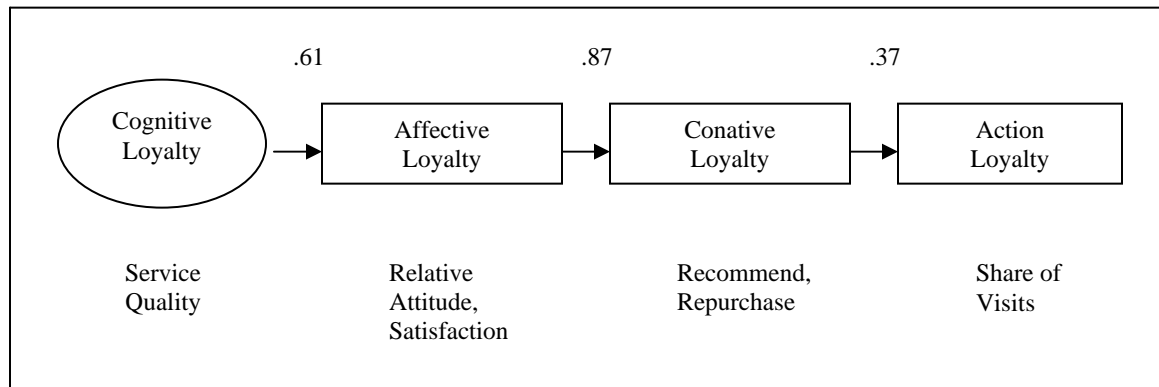 .61
.87
.37
Cognitive
Loyalty
Affective
Loyalty
Conative
Loyalty
Action
Loyalty
Service
Quality
Relative
Attitude,
Satisfaction
Recommend,
Repurchase
Share of
Visits